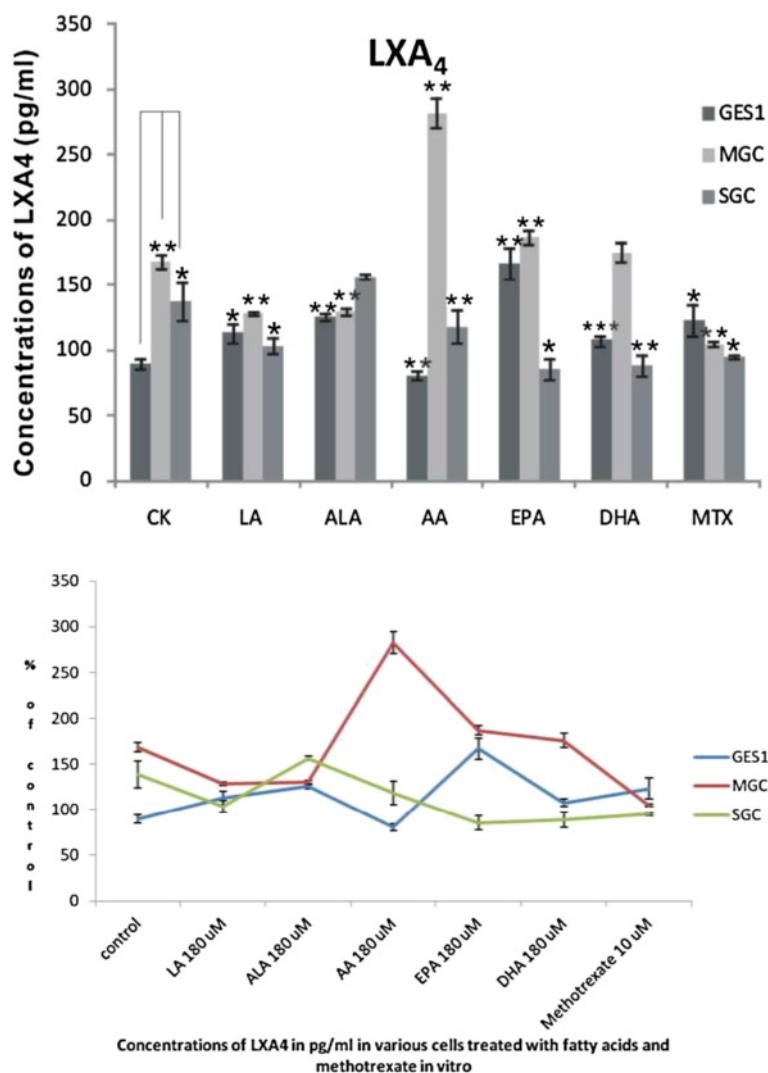 LXA4
Concentrations of LXA4 (pg/ml)
350
300
250
200
150
100
50
0
** *
* ** *
** **
** ** **
** ** *
*** **
* ** *
CK LA ALA AA EPA DHA MTX
GES1
MGC
SGC
% of control
350
300
250
200
150
100
50
0
control
LA 180 uM
ALA 180 uM
AA 180 uM
EPA 180 uM
DHA 180 uM
Methotrexate 10 uM
GES1
MGC
SGC
Concentrations of LXA4 in pg/ml in various cells treated with fatty acids and
methotrexate in vitro